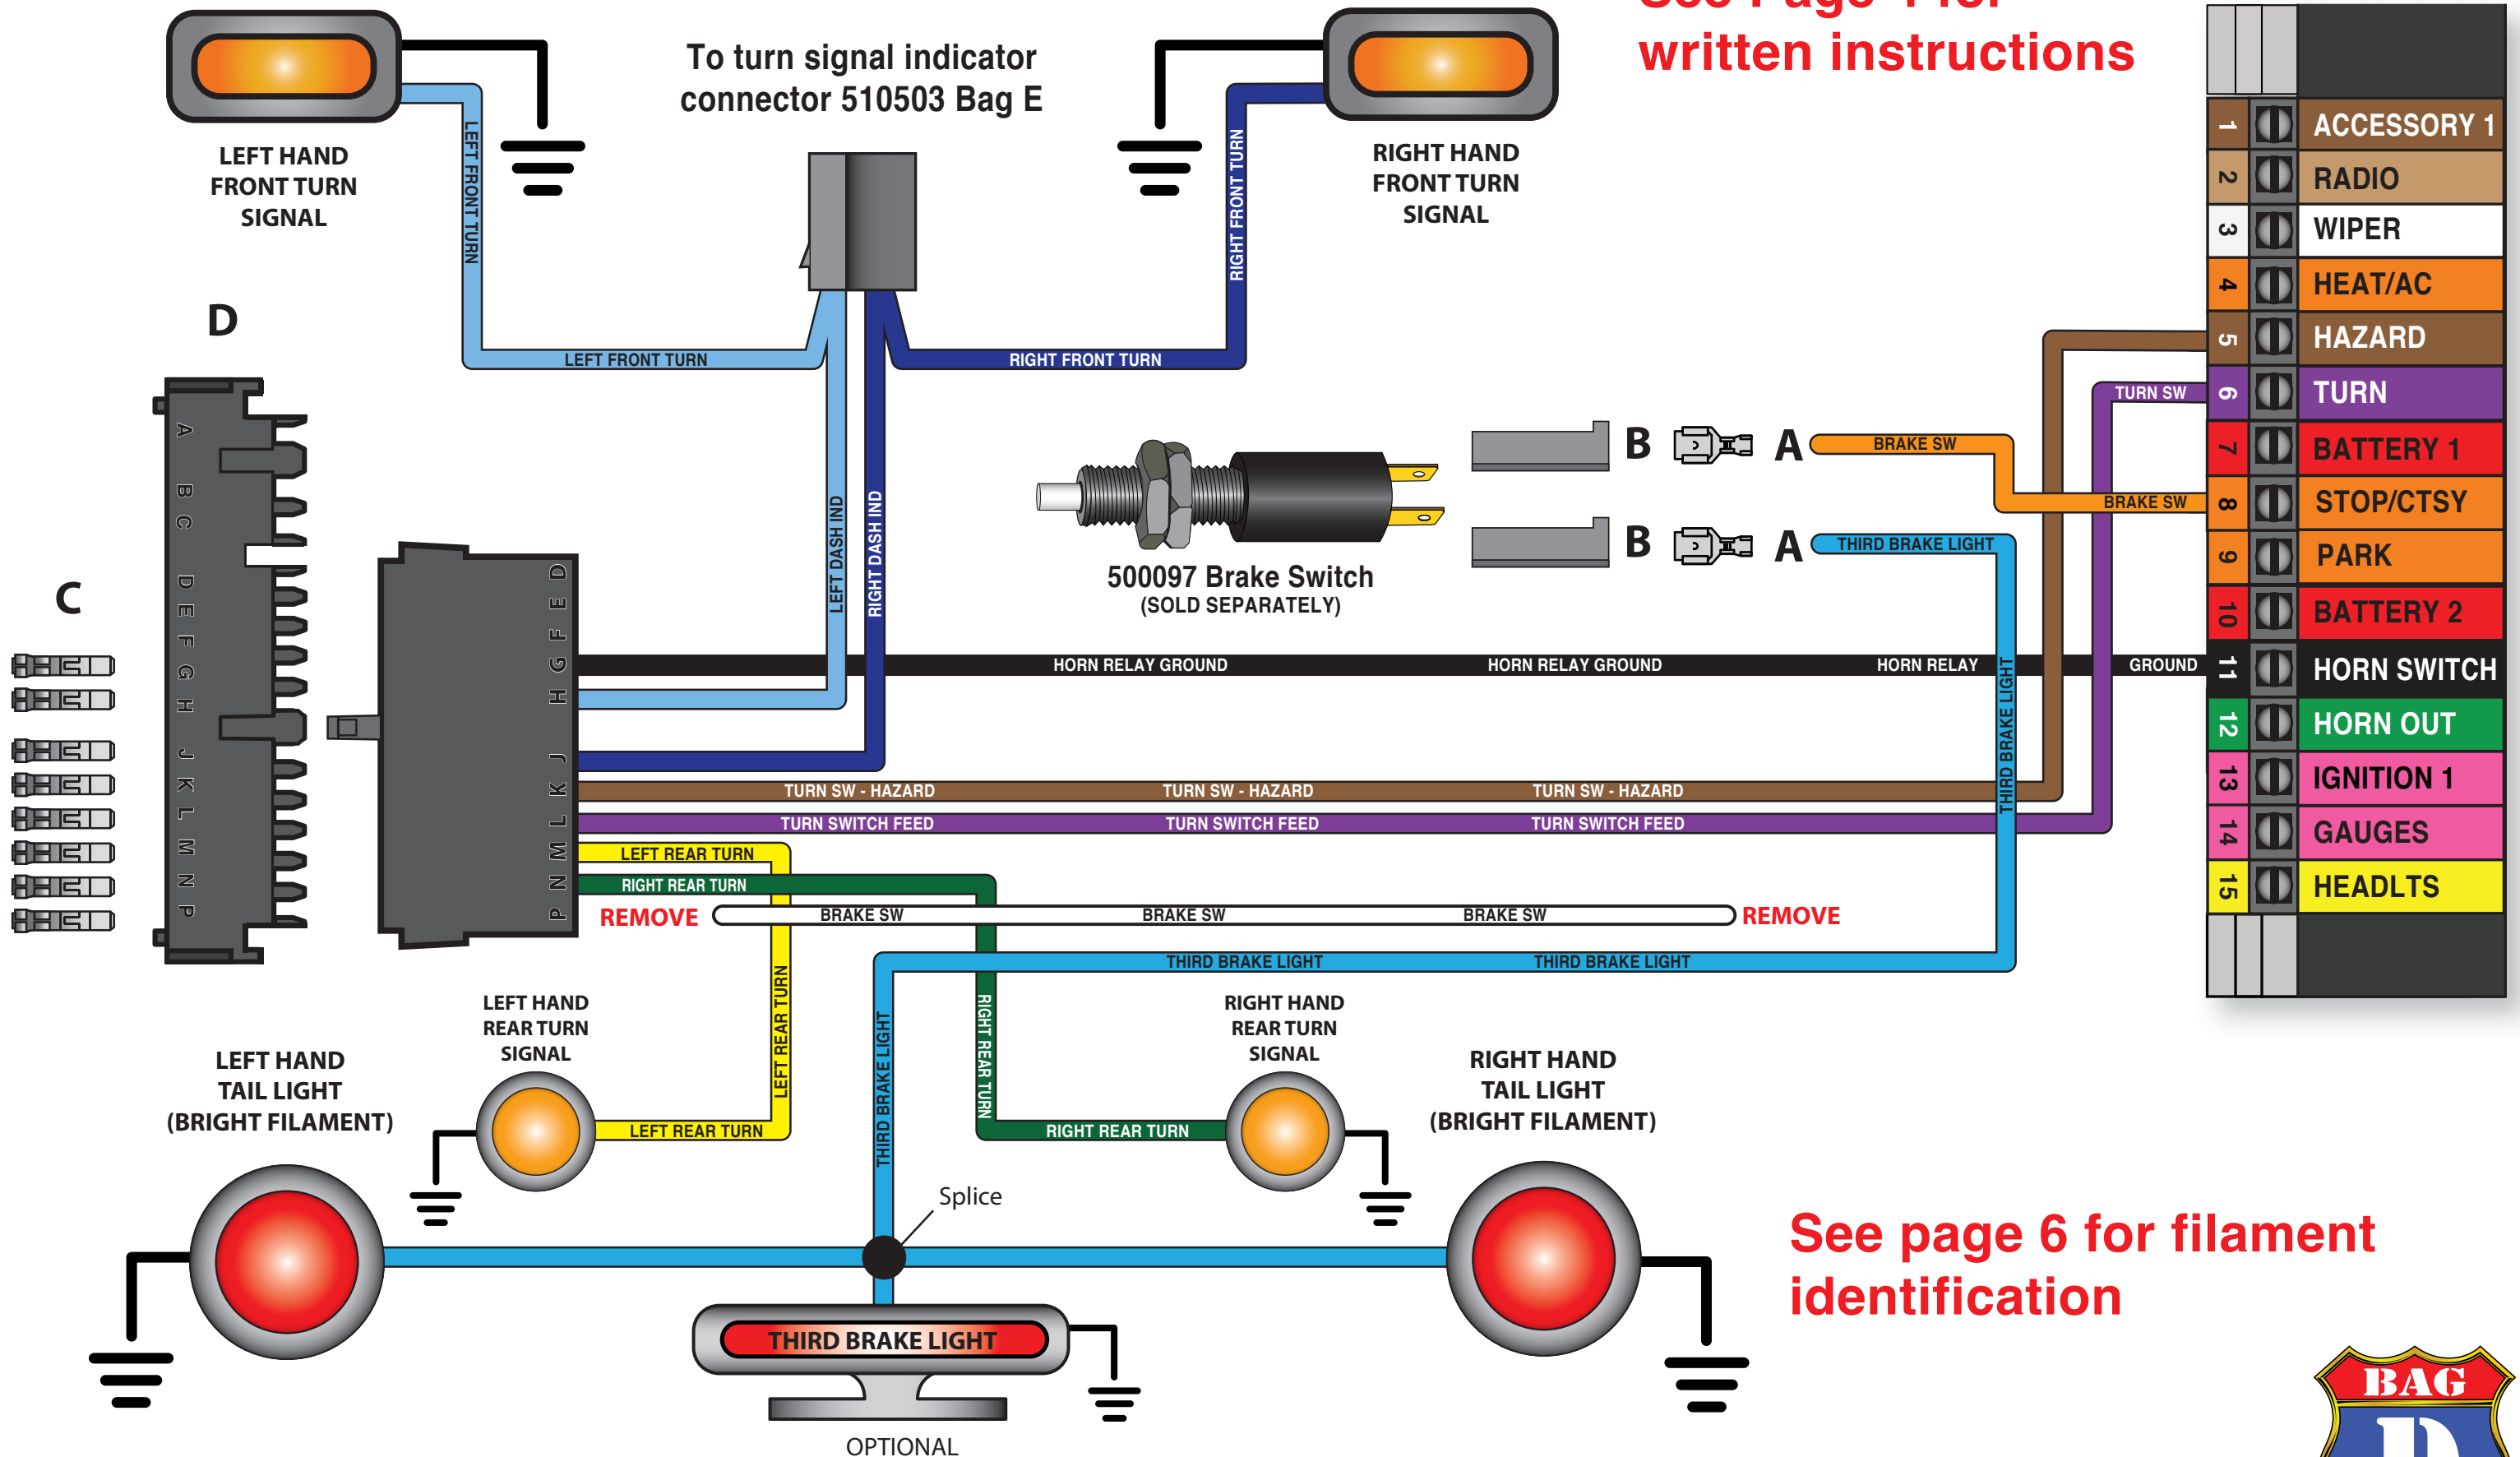 See Page 4 for
written instructions
To turn signal indicator
connector 510503 Bag E
LEFT HAND
FRONT TURN
SIGNAL
RIGHT HAND
FRONT TURN
SIGNAL
LEFT FRONT TURN
LEFT FRONT TURN
RIGHT FRONT TURN
RIGHT FRONT TURN
LEFT DASH IND
RIGHT DASH IND
1 ACCESSORY 1
2 RADIO
3 WIPER
4 HEAT/AC
5 HAZARD
6 TURN
7 BATTERY 1
8 STOP/CTSY
9 PARK
10 BATTERY 2
11 HORN SWITCH
12 HORN OUT
13 IGNITION 1
14 GAUGES
15 HEADLTS
TURN SW
B A BRAKE SW
BRAKE SW
B A THIRD BRAKE LIGHT
500097 Brake Switch
(SOLD SEPARATELY)
D
A
B
C
D
E
F
G
H
J
K
L
M
N
P
C
D
E
F
G
H
J
K
L
M
N
P
HORN RELAY GROUND HORN RELAY GROUND HORN RELAY GROUND
THIRD BRAKE LIGHT
TURN SW - HAZARD TURN SW - HAZARD TURN SW - HAZARD
TURN SWITCH FEED TURN SWITCH FEED TURN SWITCH FEED
LEFT REAR TURN
RIGHT REAR TURN
REMOVE BRAKE SW BRAKE SW BRAKE SW REMOVE
THIRD BRAKE LIGHT THIRD BRAKE LIGHT
LEFT REAR TURN
RIGHT REAR TURN
THIRD BRAKE LIGHT
LEFT HAND
REAR TURN
SIGNAL
RIGHT HAND
REAR TURN
SIGNAL
LEFT HAND
TAIL LIGHT
(BRIGHT FILAMENT)
RIGHT HAND
TAIL LIGHT
(BRIGHT FILAMENT)
LEFT REAR TURN
RIGHT REAR TURN
Splice
See page 6 for filament
identification
THIRD BRAKE LIGHT
OPTIONAL
BAG